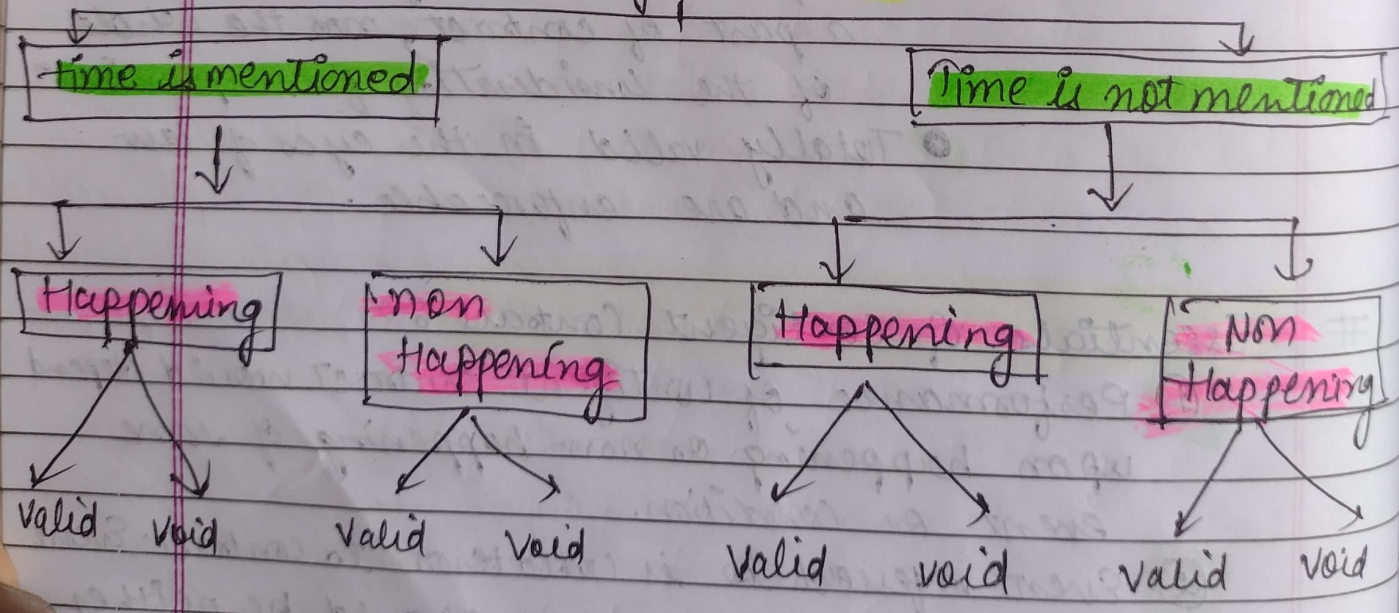 time is mentioned.
Time is not mentioned
Happening
non
Happening
Happening
Non
Happening
valid
void
valid
void
valid
void
valid
void